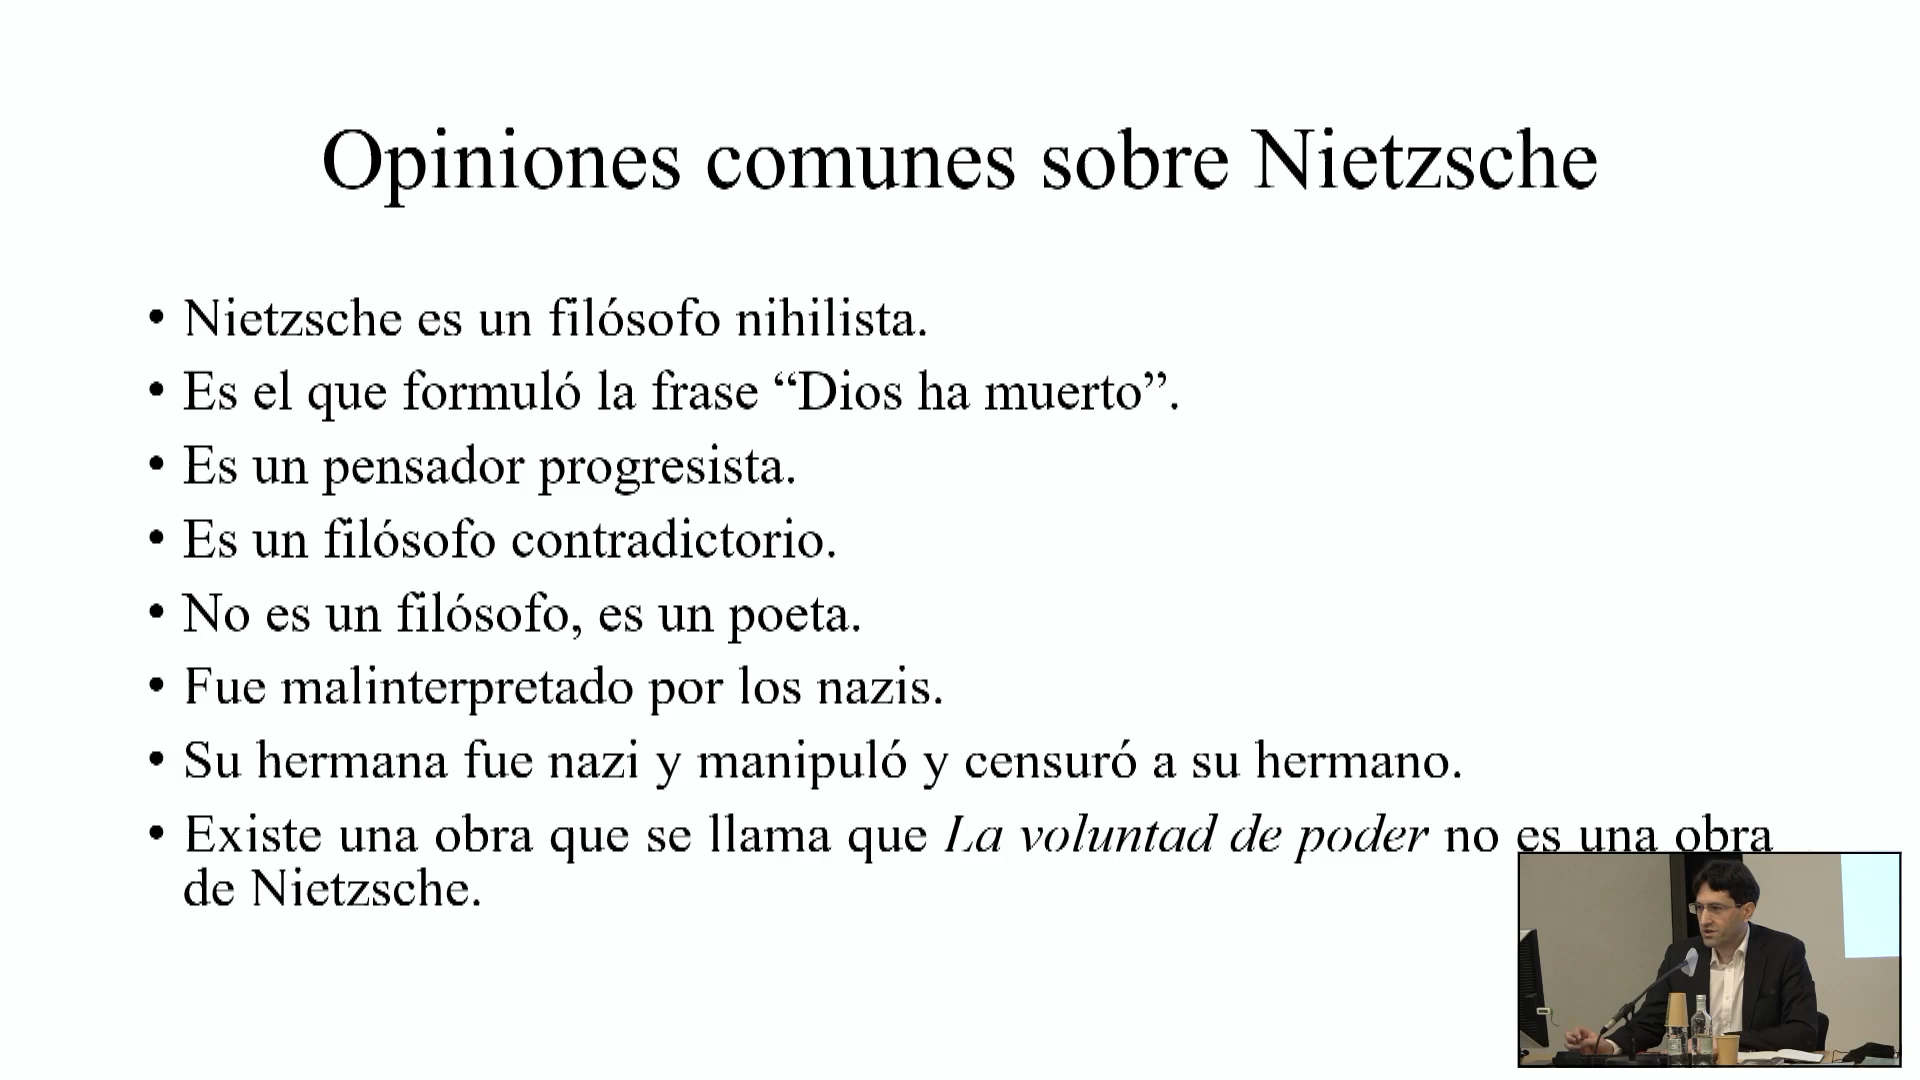 Opiniones comunes sobre Nietzsche
• Nietzsche es un filósofo nihilista.
• Es el que formuló la frase “Dios ha muerto”.
• Es un pensador progresista.
• Es un filósofo contradictorio.
• No es un filósofo, es un poeta.
• Fue malinterpretado por los nazis.
• Su hermana fue nazi y manipuló y censuró a su hermano.
• Existe una obra que se llama que La voluntad de poder no es una obra
de Nietzsche.